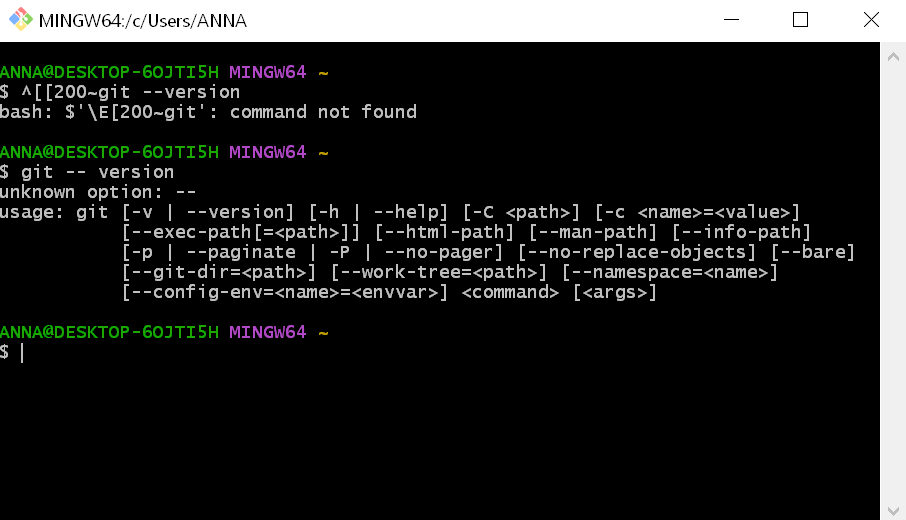 MINGW64:/c/Users/ANNA
ANNA@DESKTOP-6OJTI5H MINGW64 ~
$ ^[[200~git --version
bash: $'\E[200~git': command not found
ANNA@DESKTOP-6OJTI5H MINGW64 ~
$ git -- version
unknown option: --
usage: git [-v | --version] [-h | --help] [-C <path>] [-c <name>=<value>]
           [--exec-path[=<path>]] [--html-path] [--man-path] [--info-path]
           [-p | --paginate | -P | --no-pager] [--no-replace-objects] [--bare]
           [--git-dir=<path>] [--work-tree=<path>] [--namespace=<name>]
           [--config-env=<name>=<envvar>] <command> [<args>]
ANNA@DESKTOP-6OJTI5H MINGW64 ~
$